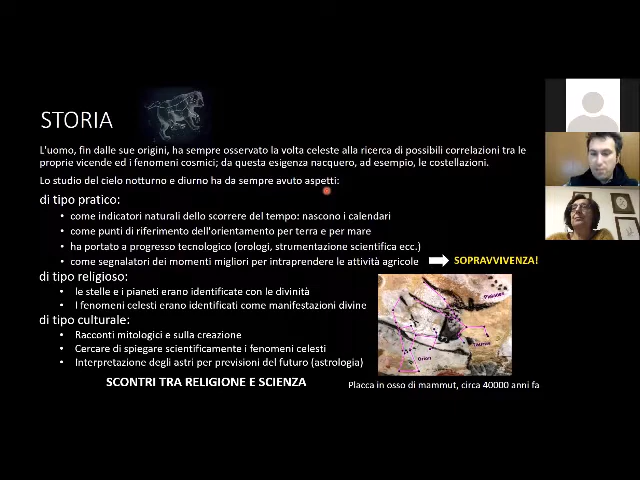 STORIA
L'uomo, fin dalle sue origini, ha sempre osservato la volta celeste alla ricerca di possibili correlazioni tra le
proprie vicende ed i fenomeni cosmici; da questa esigenza nacquero, ad esempio, le costellazioni.
Lo studio del cielo notturno e diurno ha da sempre avuto aspetti:
di tipo pratico:
• come indicatori naturali dello scorrere del tempo: nascono i calendari
• come punti di riferimento dell'orientamento per terra e per mare
• ha portato a progresso tecnologico (orologi, strumentazione scientifica ecc.)
• come segnalatori dei momenti migliori per intraprendere le attività agricole
SOPRAVVIVENZA!
di tipo religioso:
• le stelle e i pianeti erano identificate con le divinità
• I fenomeni celesti erano identificati come manifestazioni divine
di tipo culturale:
• Racconti mitologici e sulla creazione
• Cercare di spiegare scientificamente i fenomeni celesti
• Interpretazione degli astri per previsioni del futuro (astrologia)
SCONTRI TRA RELIGIONE E SCIENZA
Pleiades
Taurus
Orion
Placca in osso di mammut, circa 40000 anni fa